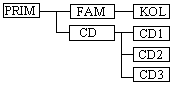 PRIM FAM KOL
CD CD1
CD2
CD3